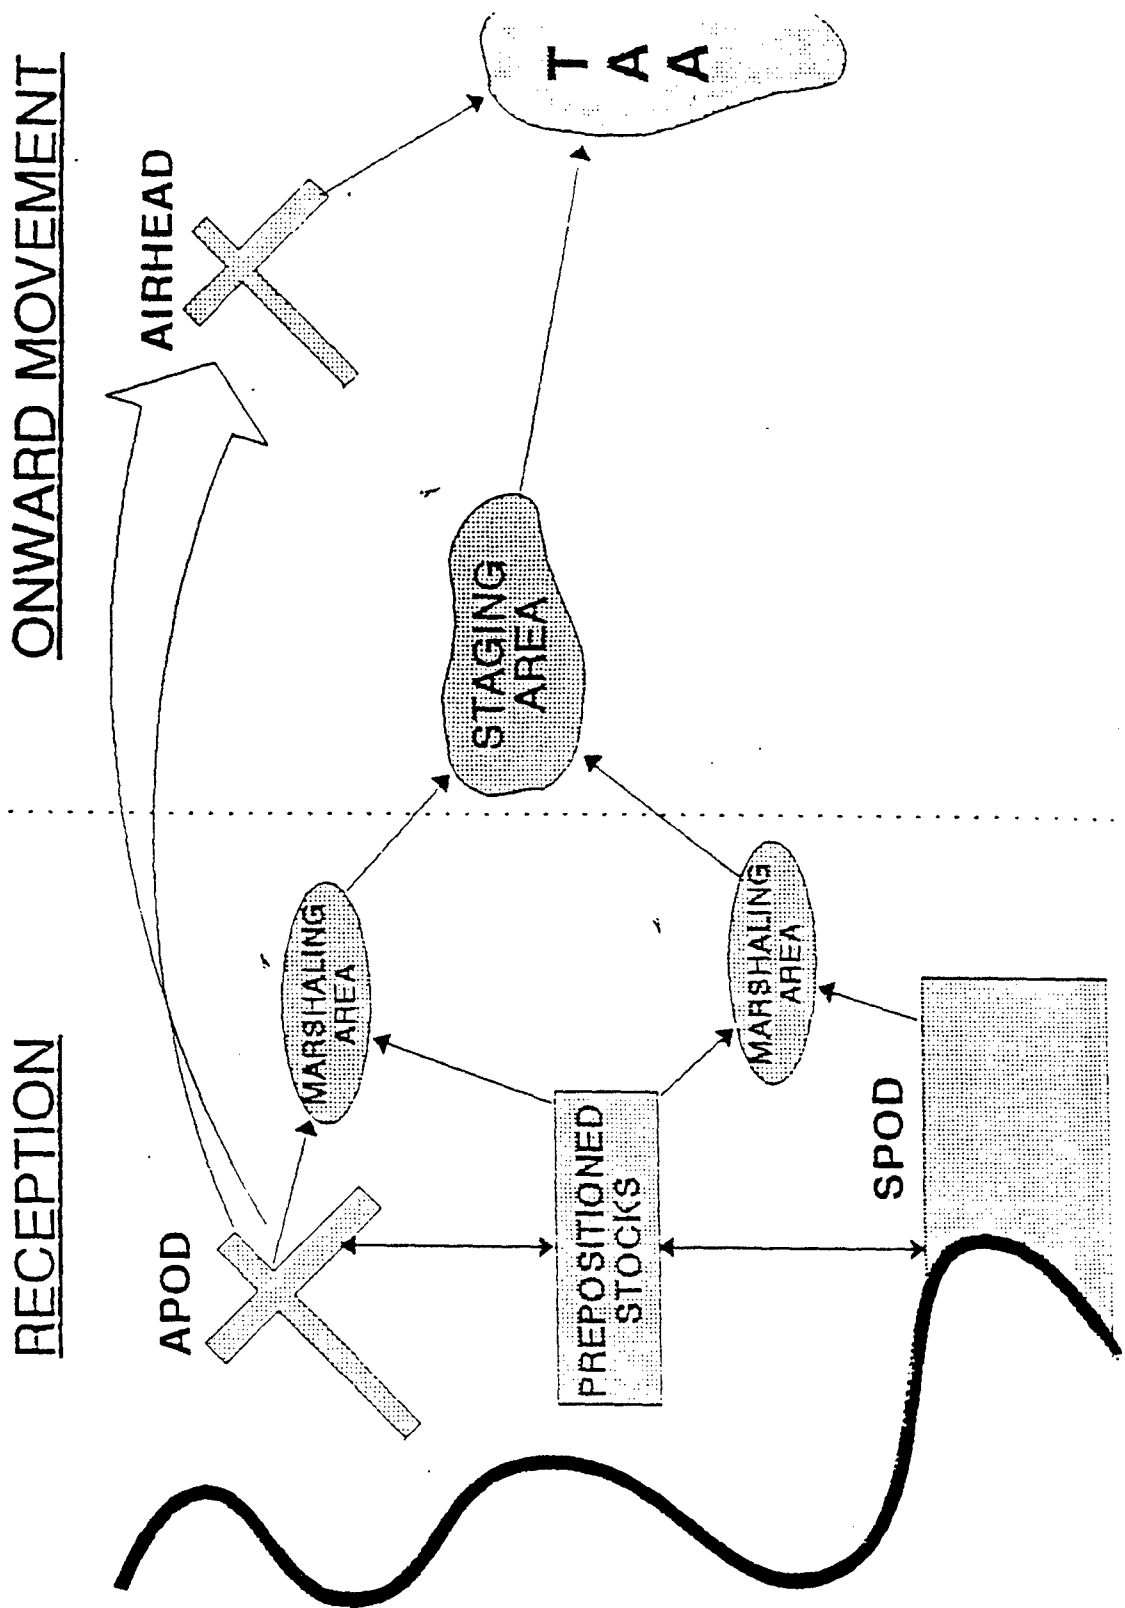 RECEPTION
ONWARD MOVEMENT
APOD
AIRHEAD
MARSHALING
AREA
STAGING
AREA
T
A
A
PREPOSITIONED
STOCKS
MARSHALING
AREA
SPOD